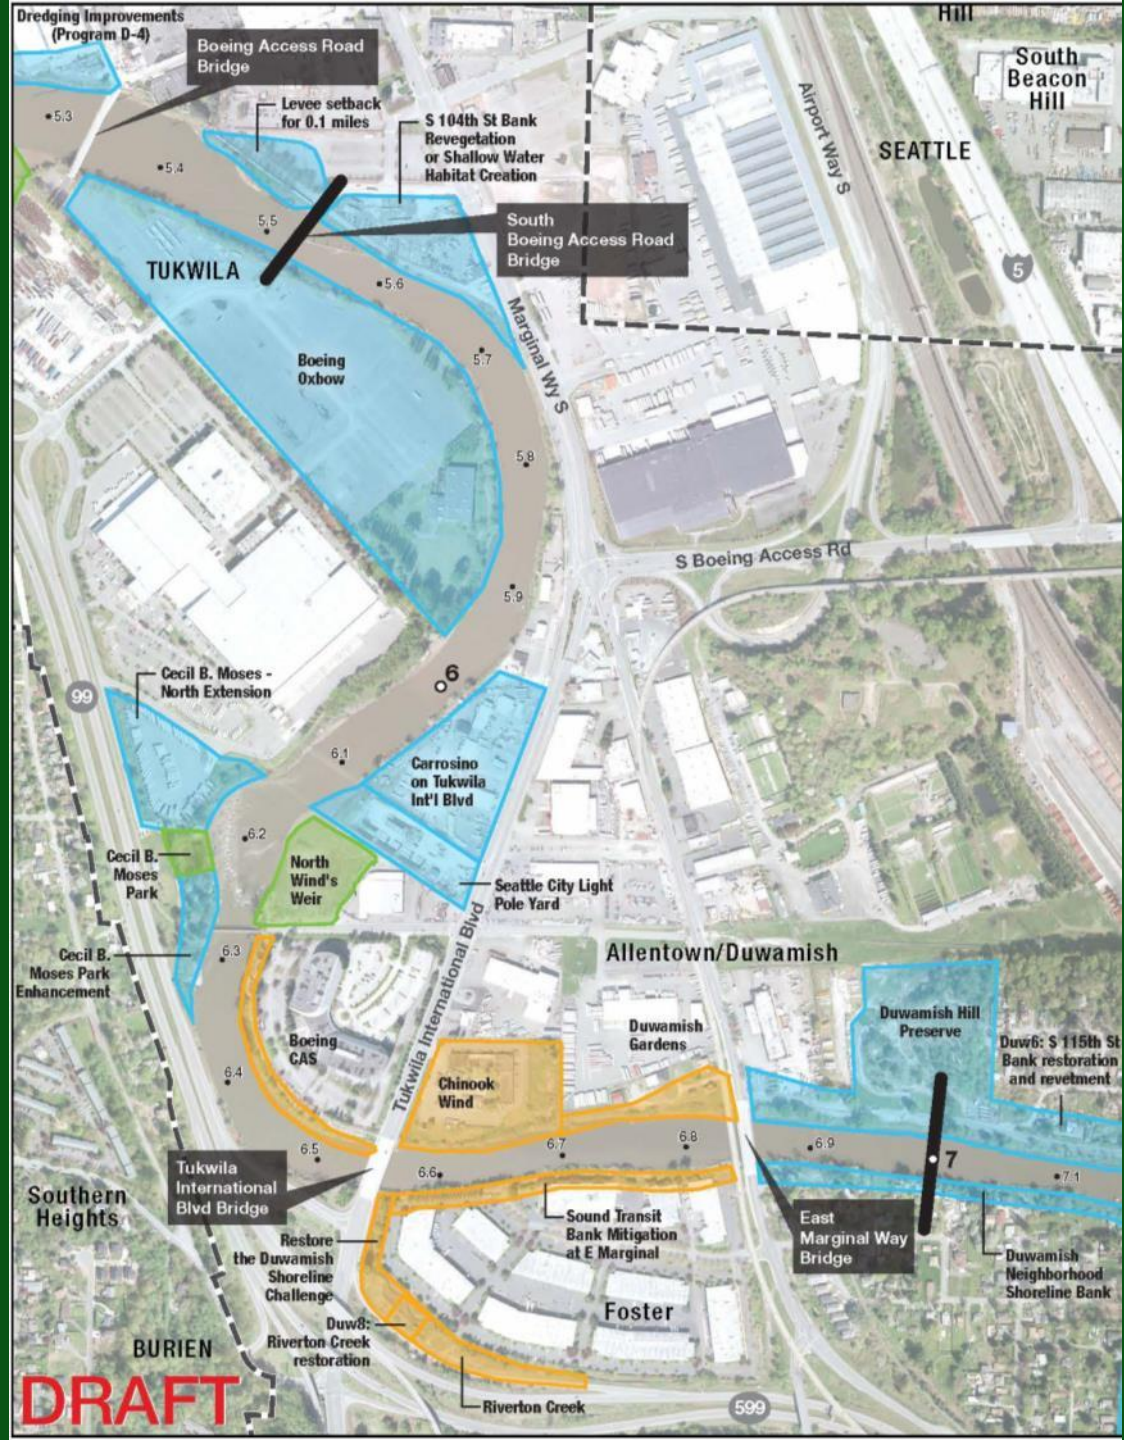 Dredging Improvements
(Program D-4)
Boeing Access Road
Bridge
Hill
South
Beacon
Hill
Levee setback
for 0.1 miles
S 104th St Bank
Revegetation
or Shallow Water
Habitat Creation
Airport Way S
SEATTLE
5.3
5.4
5.5
South
Boeing Access Road
Bridge
TUKWILA
5
5.6
Marginal Wy S
5.7
Boeing
Oxbow
5.8
S Boeing Access Rd
5.9
6
Cecil B. Moses -
North Extension
99
6.1
Carrosino
on Tukwila
Int'l Blvd
6.2
Cecil B.
Moses
Park
North
Wind's
Weir
Seattle City Light
Pole Yard
Tukwila International Blvd
Allentown/Duwamish
6.3
Cecil B.
Moses Park
Enhancement
Boeing
CAS
Duwamish
Gardens
Duwamish Hill
Preserve
Duw6: S 115th St
Bank restoration
and revetment
6.4
Chinook
Wind
6.5
6.6
6.7
6.8
6.9
7
7.1
Tukwila
International
Blvd Bridge
Southern
Heights
Sound Transit
Bank Mitigation
at E Marginal
East
Marginal Way
Bridge
Restore
the Duwamish
Shoreline
Challenge
Duwamish
Neighborhood
Shoreline Bank
Foster
Duw8:
Riverton Creek
restoration
BURIEN
Riverton Creek
599
DRAFT